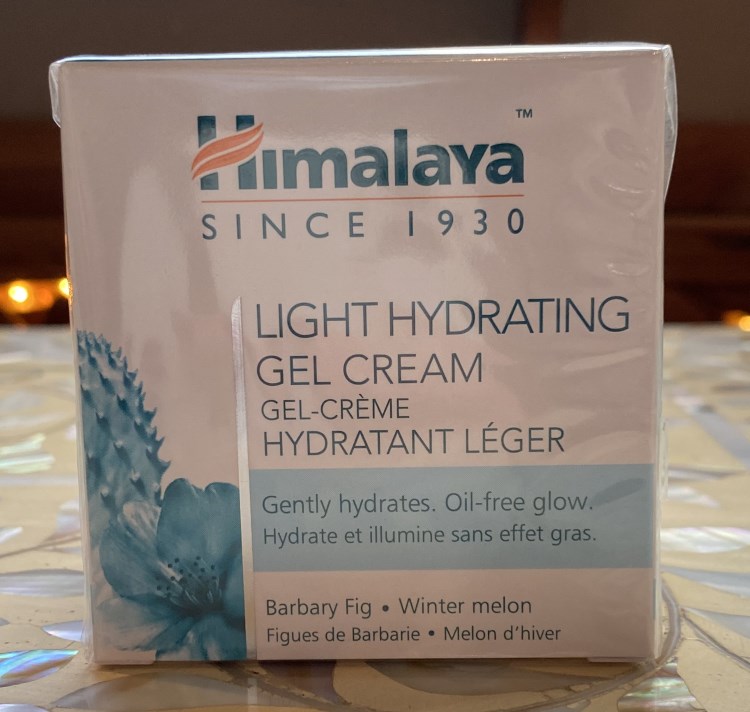 Himalaya™
SINCE 1930
LIGHT HYDRATING
GEL CREAM
GEL-CRÈME
HYDRATANT LÉGER
Gently hydrates. Oil-free glow.
Hydrate et illumine sans effet gras.
Barbary Fig • Winter melon
Figues de Barbarie • Melon d'hiver